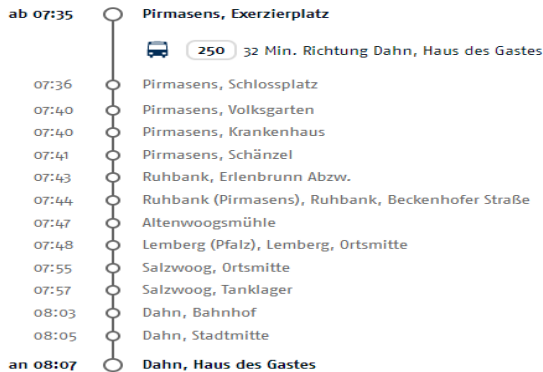 ab 07:35 Pirmasens, Exerzierplatz
250 32 Min. Richtung Dahn, Haus des Gastes
07:36 Pirmasens, Schlossplatz
07:40 Pirmasens, Volksgarten
07:40 Pirmasens, Krankenhaus
07:41 Pirmasens, Schänzel
07:43 Ruhbank, Erlenbrunn Abzw.
07:44 Ruhbank (Pirmasens), Ruhbank, Beckenhofer Straße
07:47 Altenwoogsmühle
07:48 Lemberg (Pfalz), Lemberg, Ortsmitte
07:55 Salzwoog, Ortsmitte
07:57 Salzwoog, Tanklager
08:03 Dahn, Bahnhof
08:05 Dahn, Stadtmitte
an 08:07 Dahn, Haus des Gastes